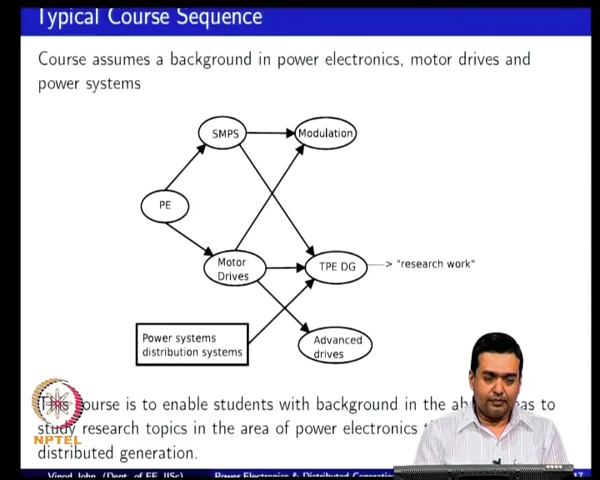 Typical Course Sequence
Course assumes a background in power electronics, motor drives and
power systems
SMPS
Modulation
PE
Motor
Drives
TPE DG
> "research work"
Power systems
distribution systems
Advanced
drives
This course is to enable students with background in the as to
study research topics in the area of power electronics
distributed generation.
NPTEL
Vinod John (Dept. of EE, IISc) Power Electronics & Distributed Generation 17